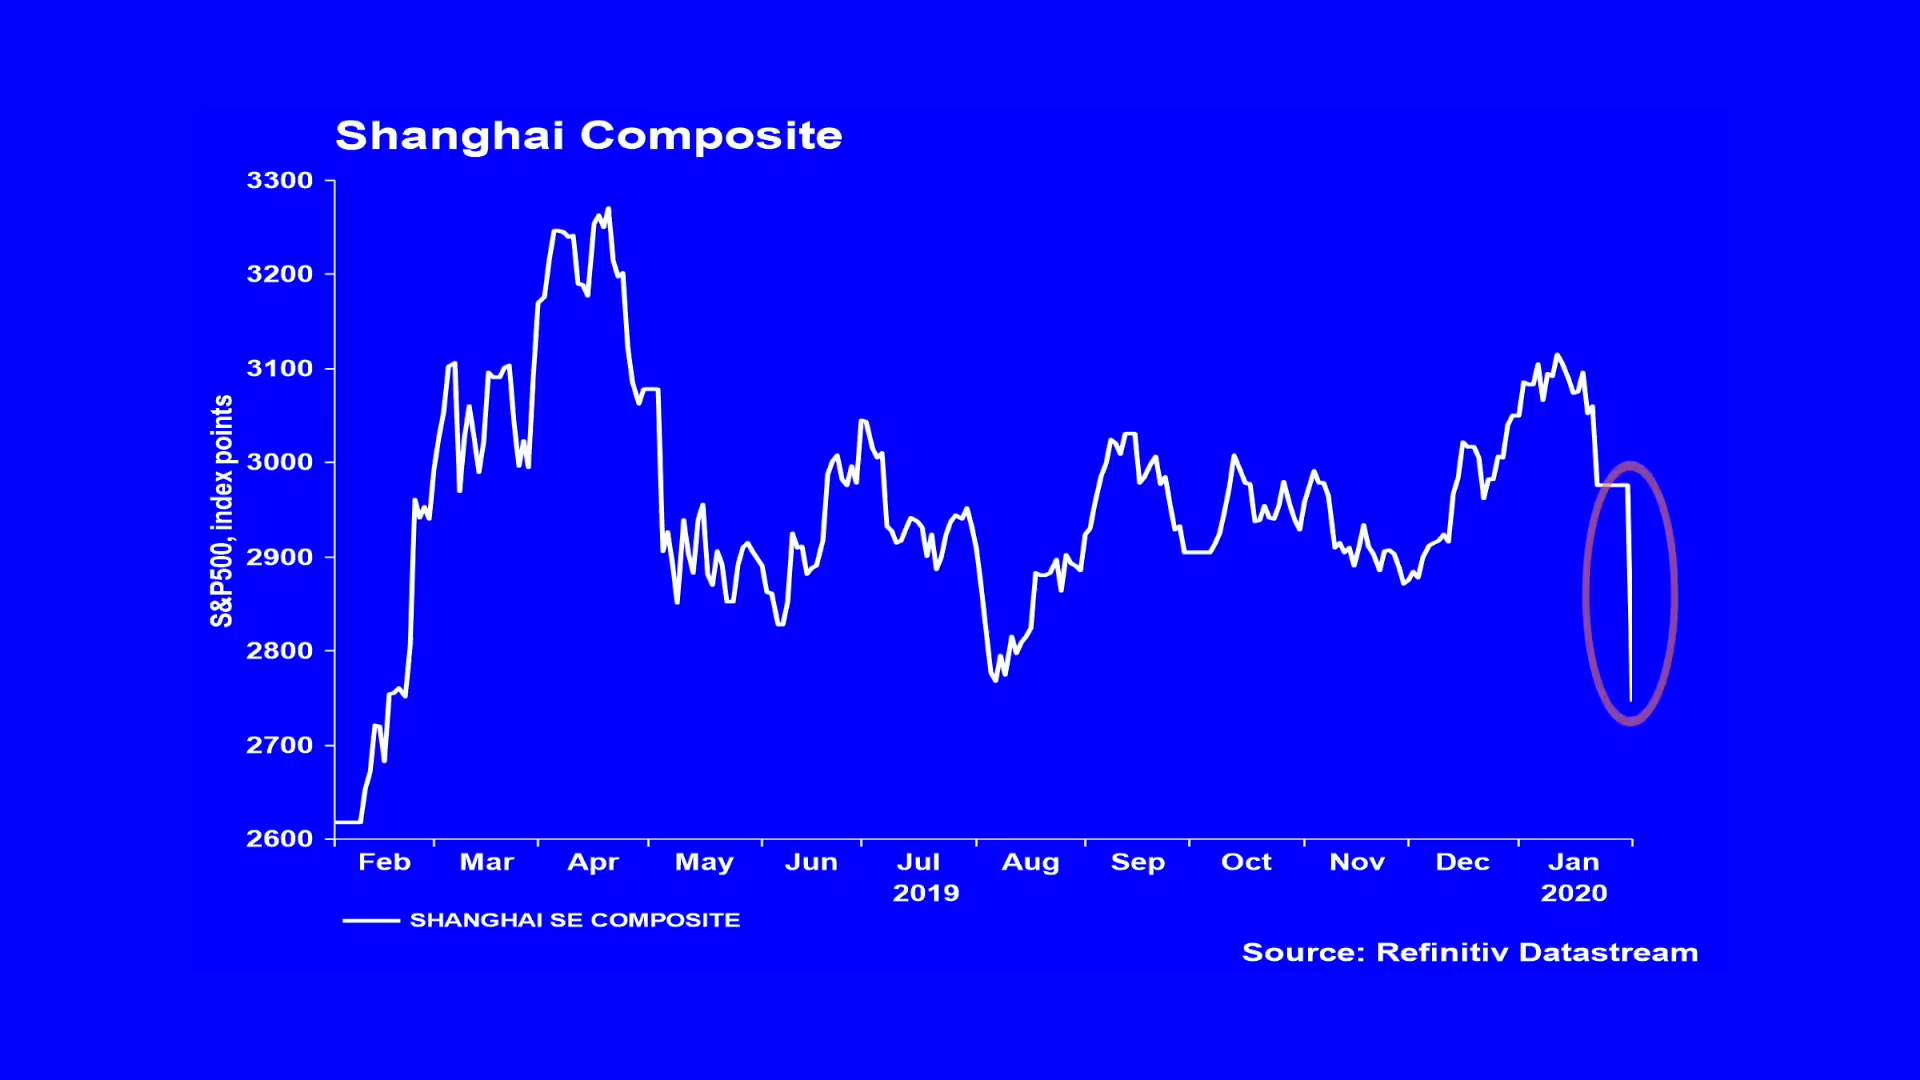 Shanghai Composite
3300
3200
3100
3000
2900
2800
2700
2600
S&P500, index points
Feb Mar Apr May Jun Jul Aug Sep Oct Nov Dec Jan
2019 2020
SHANGHAI SE COMPOSITE
Source: Refinitiv Datastream